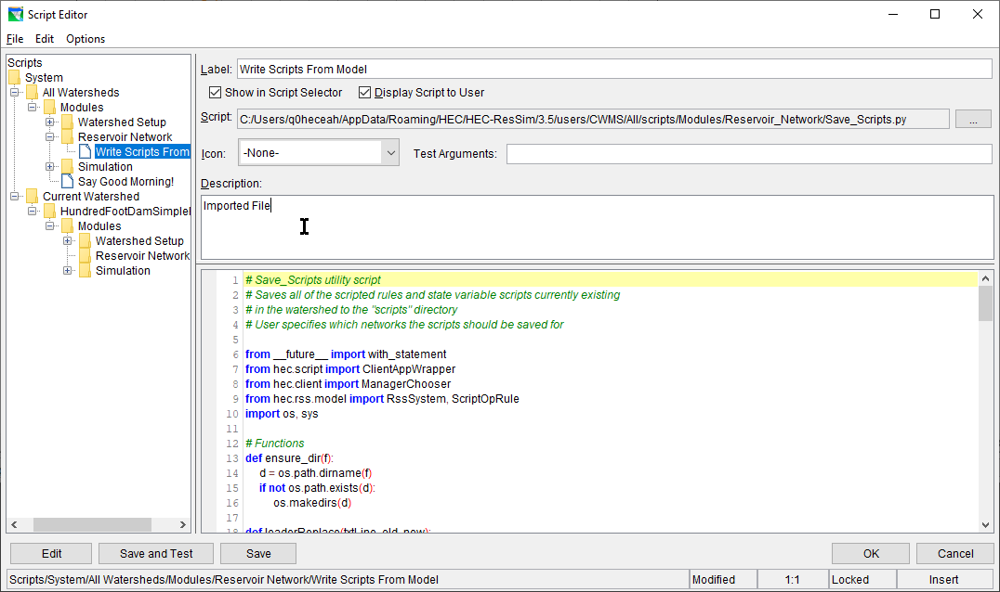 Script Editor
File Edit Options
Scripts
System
All Watersheds
Modules
Watershed Setup
Reservoir Network
Write Scripts From
Simulation
Say Good Morning!
Current Watershed
HundredFootDamSimple
Modules
Watershed Setup
Reservoir Network
Simulation
Label: Write Scripts From Model
Show in Script Selector Display Script to User
Script: C:/Users/q0heceah/AppData/Roaming/HEC/HEC-ResSim/3.5/users/CWMS/All/scripts/Modules/Reservoir_Network/Save_Scripts.py ...
Icon: -None- Test Arguments:
Description:
Imported File
1 # Save_Scripts utility script
2 # Saves all of the scripted rules and state variable scripts currently existing
3 # in the watershed to the "scripts" directory
4 # User specifies which networks the scripts should be saved for
5
6 from __future__ import with_statement
7 from hec.script import ClientAppWrapper
8 from hec.client import ManagerChooser
9 from hec.rss.model import RssSystem, ScriptOpRule
10 import os, sys
11
12 # Functions
13 def ensure_dir(f):
14 d = os.path.dirname(f)
15 if not os.path.exists(d):
16 os.makedirs(d)
17
18 def leaderReplace(txtLine, old, new):
Edit Save and Test Save OK Cancel
Scripts/System/All Watersheds/Modules/Reservoir Network/Write Scripts From Model Modified 1:1 Locked Insert